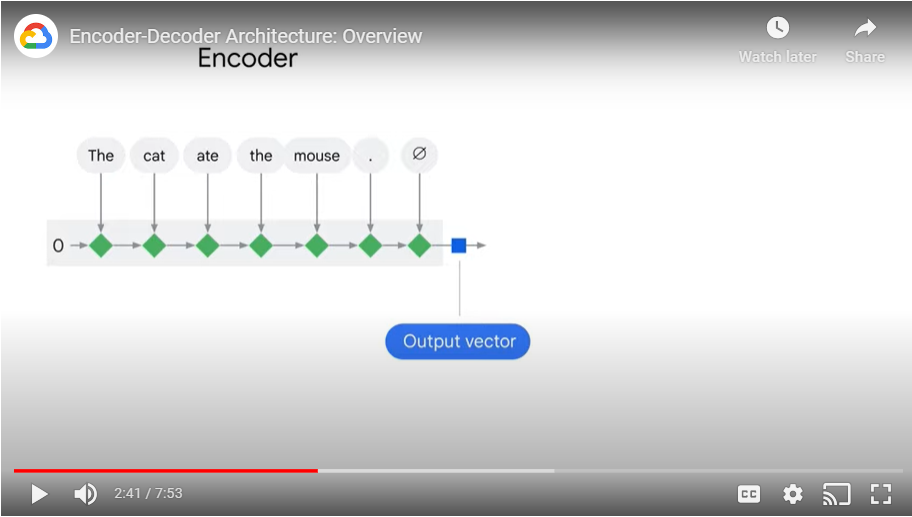 Encoder-Decoder Architecture: Overview
Watch later
Share
Encoder
The cat ate the mouse . ∅
O
Output vector
2:41 / 7:53
CC